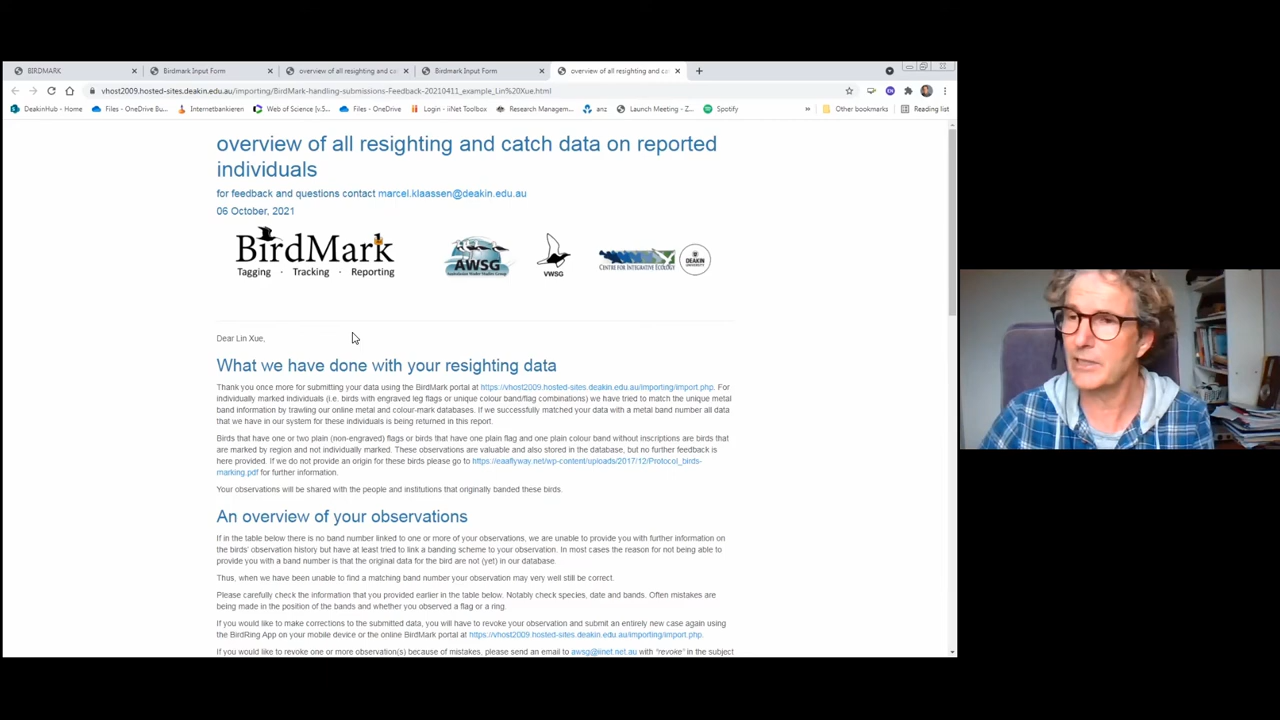 BIRDMARK
Birdmark Input Form
overview of all resighting and ca
Birdmark Input Form
overview of all resighting and ca
vhost2009.hosted-sites.deakin.edu.au/importing/BirdMark-handling-submissions-Feedback-20210411_example_Lin%20Xue.html
DeakinHub - Home
Files - OneDrive
Internetbankieren
Web of Science [v.5...
Files - OneDrive
Login - iiNet Toolbox
Research Managem...
anz
Launch Meeting - Z...
Spotify
»
Other bookmarks
Reading list
overview of all resighting and catch data on reported
individuals
for feedback and questions contact marcel.klaassen@deakin.edu.au
06 October, 2021
BirdMark
Tagging · Tracking · Reporting
AWSG
VWSG
CENTRE FOR INTEGRATIVE ECOLOGY
DEAKIN
Dear Lin Xue,
What we have done with your resighting data
Thank you once more for submitting your data using the BirdMark portal at https://vhost2009.hosted-sites.deakin.edu.au/importing/import.php. For
individually marked individuals (i.e. birds with engraved leg flags or unique colour band/flag combinations) we have tried to match the unique metal
band information by trawling our online metal and colour-mark databases. If we successfully matched your data with a metal band number all data
that we have in our system for this individual is being returned in this report.
Birds that have one or two plain (non-engraved) flags or birds that have one plain flag and one plain colour band without inscriptions are birds that
are marked by region and not individually marked. These observations are valuable and also stored in the database, but no further feedback is
here provided. If we do not provide an origin for these birds please go to https://eaaflyway.net/wp-content/uploads/2017/12/Protocol_birds-
marking.pdf for further information.
Your observations will be shared with the people and institutions that originally banded these birds.
An overview of your observations
If in the table below there is no band number linked to one or more of your observations, we are unable to provide you with further information on
the birds' observation history but have at least tried to link a banding scheme to your observation. In most cases the reason for not being able to
provide you with a band number is that the original data for the bird are not (yet) in our database.
Thus, when we have been unable to find a matching band number your observation may very well still be correct.
Please carefully check the information that you provided earlier in the table below. Notably check species, date and bands. Often mistakes are
being made in the position of the bands and whether you observed a flag or a ring.
If you would like to make corrections to the submitted data, you will have to revoke your observation and submit an entirely new case again using
the BirdRing App on your mobile device or the online BirdMark portal at https://vhost2009.hosted-sites.deakin.edu.au/importing/import.php.
If you would like to revoke one or more observation(s) because of mistakes, please send an email to awsg@iinet.net.au with "revoke" in the subject